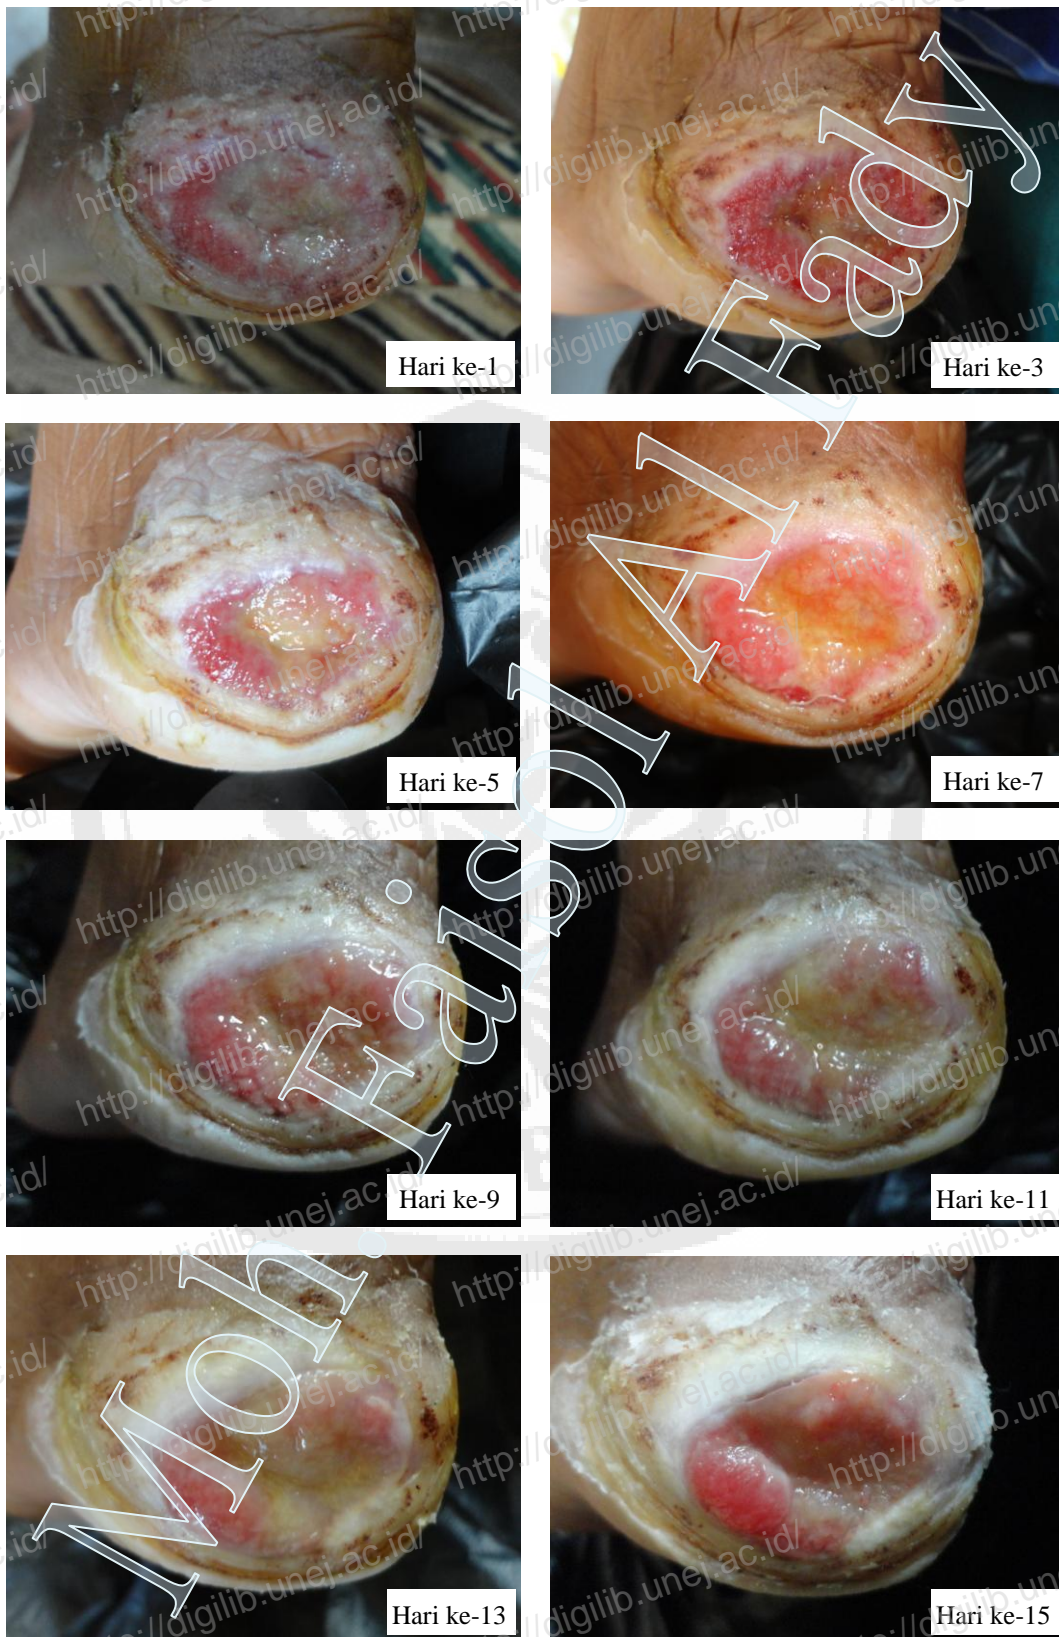 Hari ke-1
Hari ke-3
Hari ke-5
Hari ke-7
Hari ke-9
Hari ke-11
Hari ke-13
Hari ke-15
Moh. Faisol Al Fady
http://digilib.unej.ac.id/